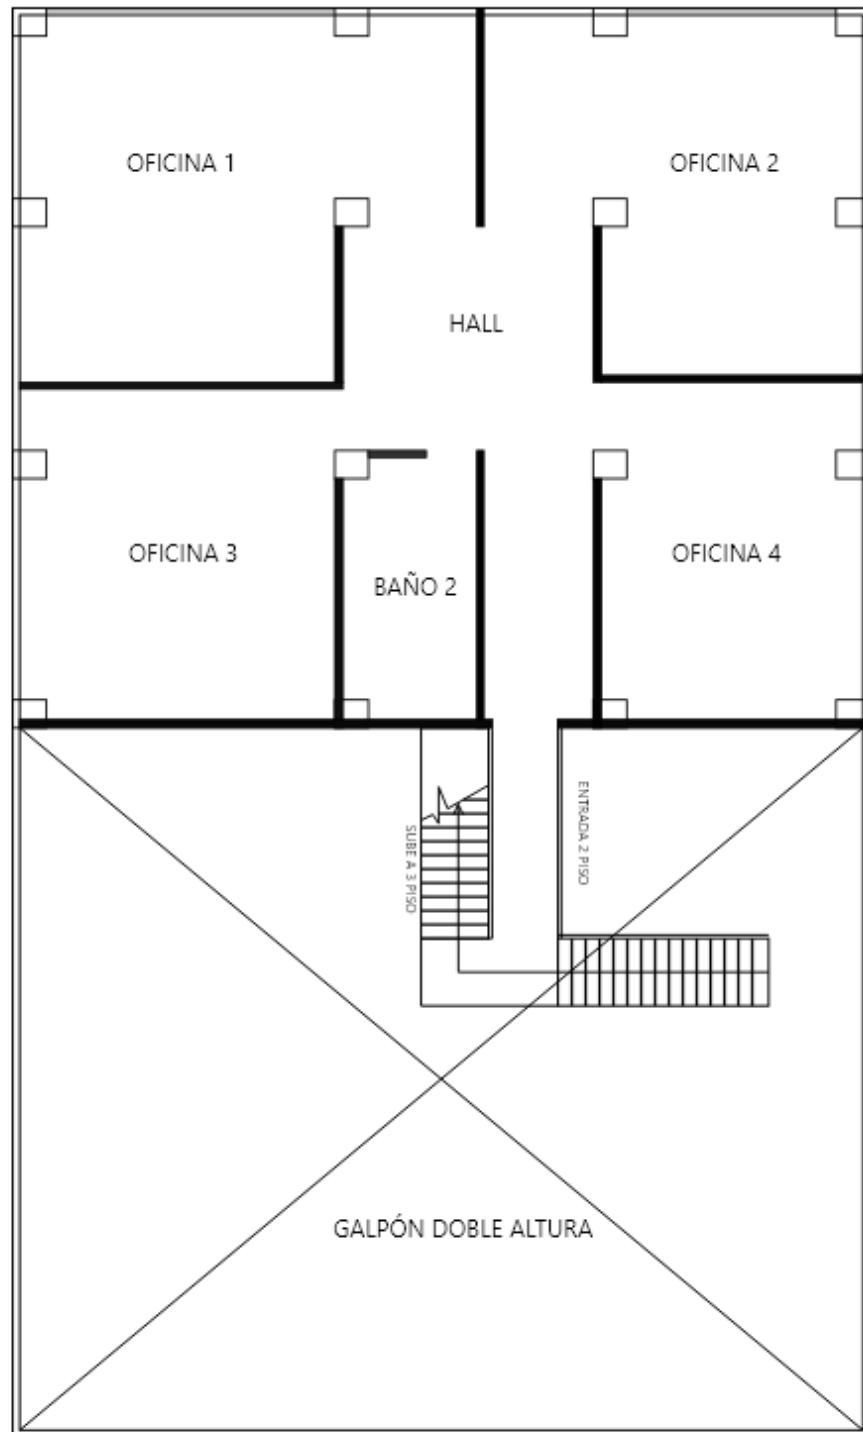 OFICINA 1
OFICINA 2
HALL
OFICINA 3
BAÑO 2
OFICINA 4
SUBE A 3 PISO
ENTRADA 2 PISO
GALPÓN DOBLE ALTURA